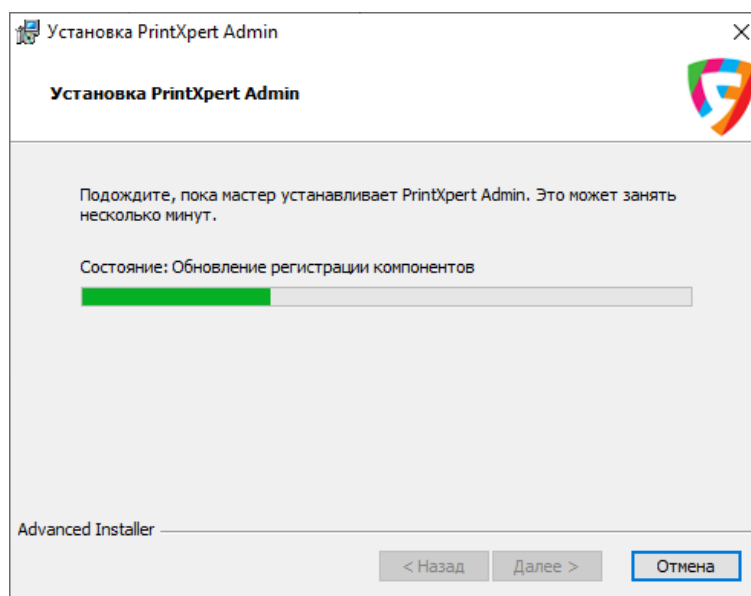 Установка PrintXpert Admin
Установка PrintXpert Admin
Подождите, пока мастер устанавливает PrintXpert Admin. Это может занять
несколько минут.
Состояние: Обновление регистрации компонентов
Advanced Installer
< Назад Далее > Отмена